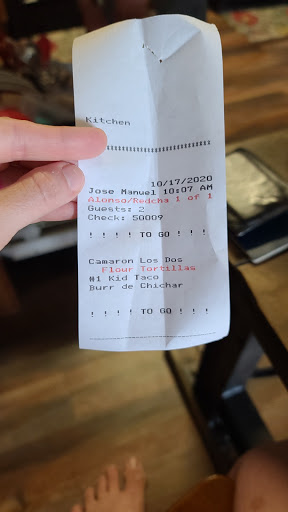 Kitchen
10/17/2020
Jose Manuel 10:07 AM
Alonso/Redcha 1 of 1
Guests: 2
Check: 50009
! ! ! ! TO GO ! ! !
Camaron Los Dos
Flour Tortillas
#1 Kid Taco
Burr de Chichar
! ! ! ! TO GO ! ! !